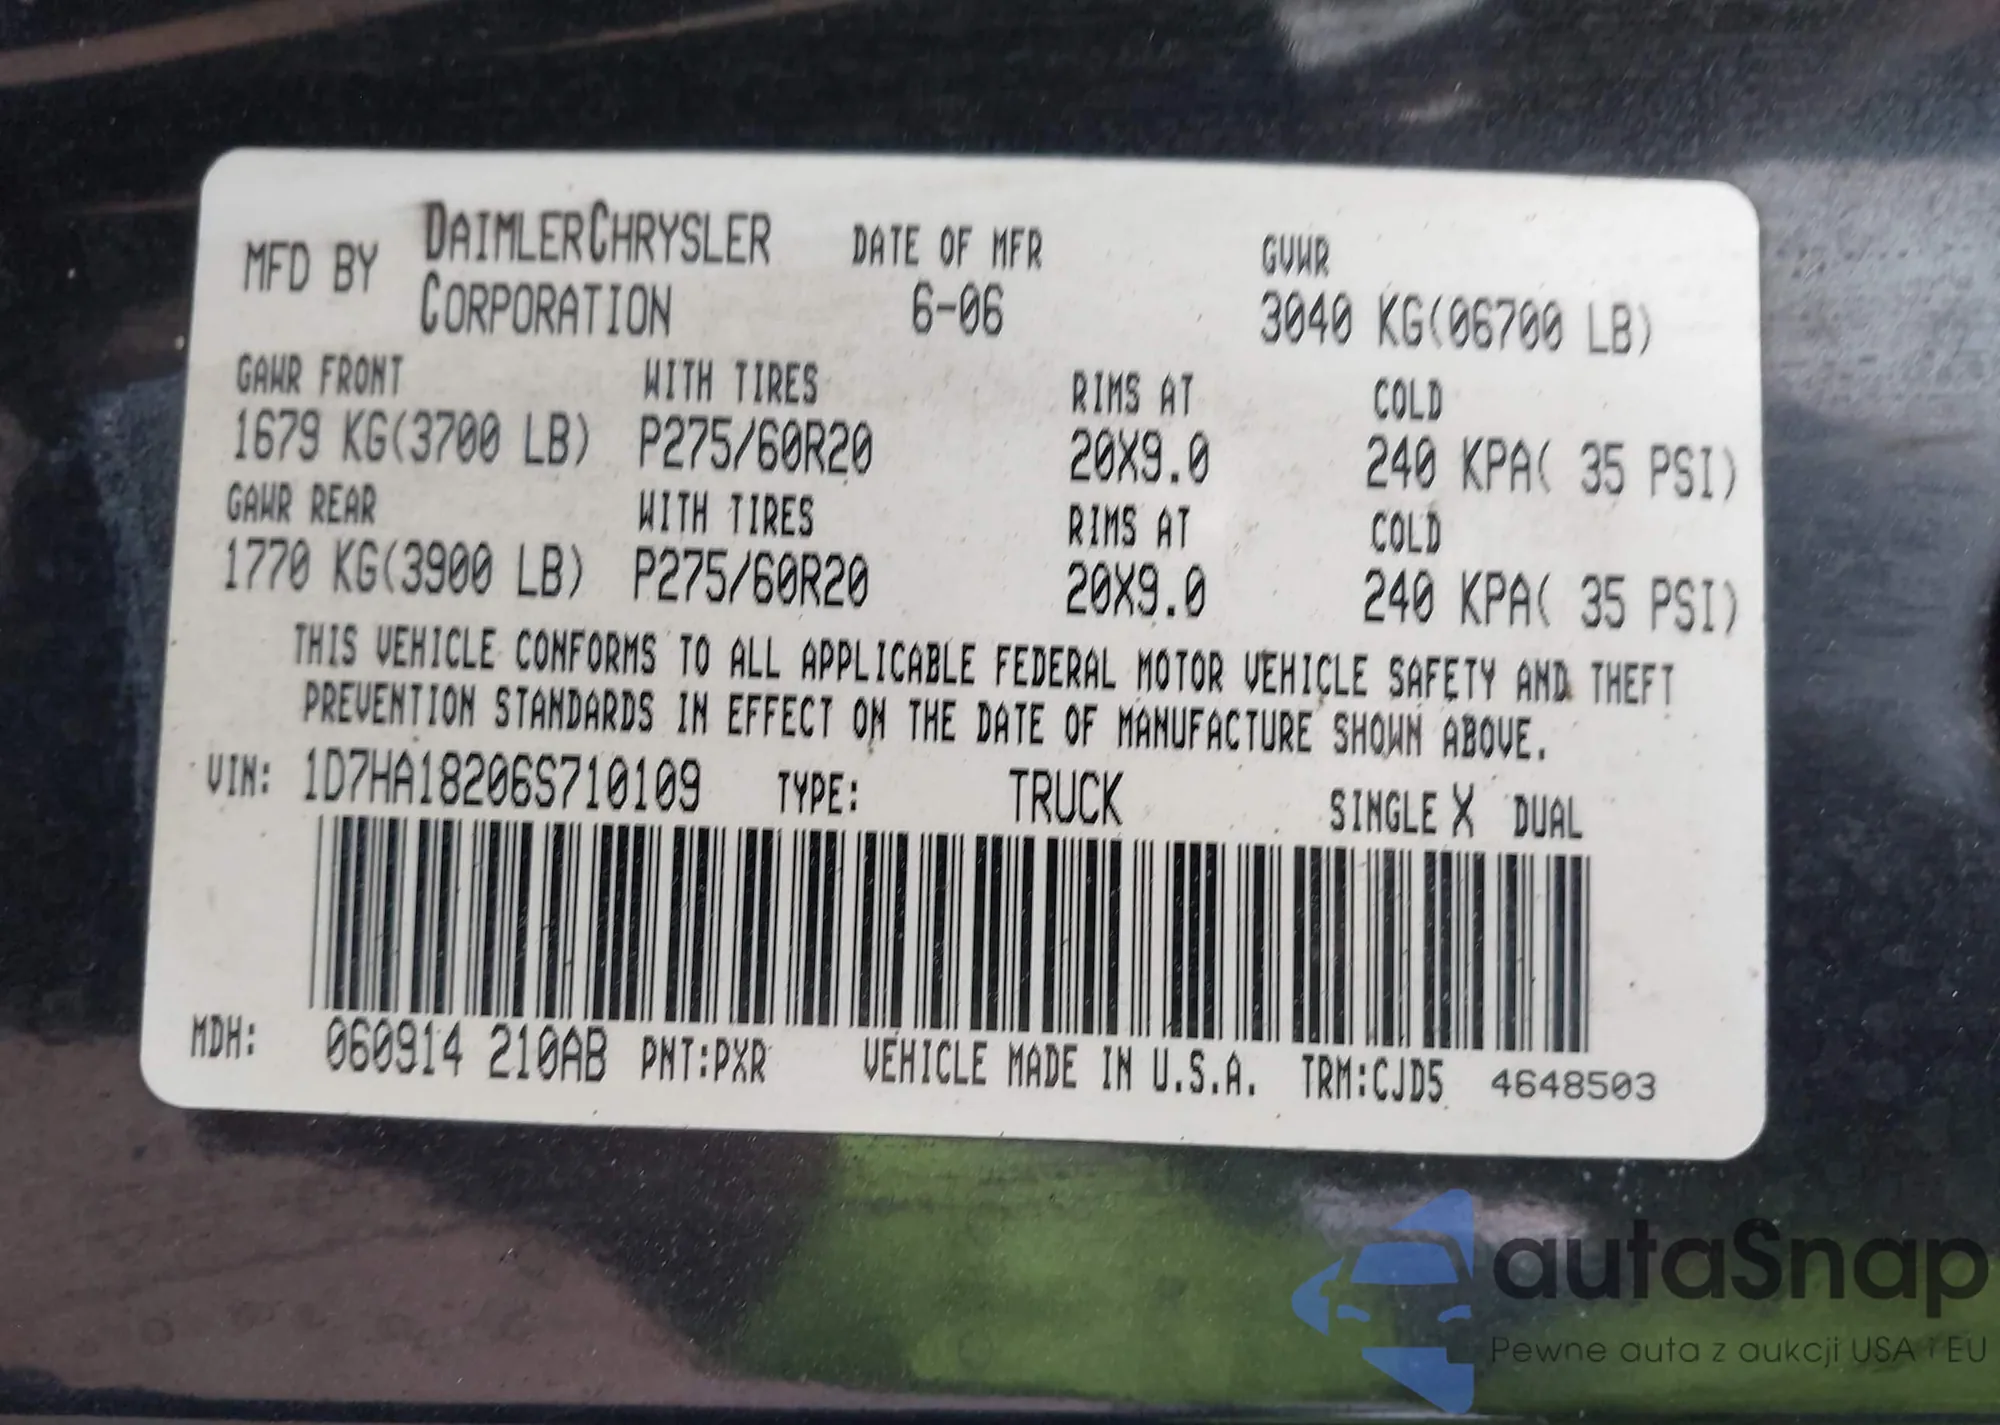 MFD BY DAIMLERCHRYSLER CORPORATION DATE OF MFR 6-06 GVWR 3040 KG(06700 LB)
GAWR FRONT WITH TIRES RIMS AT COLD
1679 KG(3700 LB) P275/60R20 20X9.0 240 KPA( 35 PSI)
GAWR REAR WITH TIRES RIMS AT COLD
1770 KG(3900 LB) P275/60R20 20X9.0 240 KPA( 35 PSI)
THIS VEHICLE CONFORMS TO ALL APPLICABLE FEDERAL MOTOR VEHICLE SAFETY AND THEFT
PREVENTION STANDARDS IN EFFECT ON THE DATE OF MANUFACTURE SHOWN ABOVE.
VIN: 1D7HA18206S710109 TYPE: TRUCK SINGLE X DUAL
MDH: 060914 210AB PNT:PXR VEHICLE MADE IN U.S.A. TRM:CJD5 4648503
autaSnap
Pewne auta z aukcji USA i EU